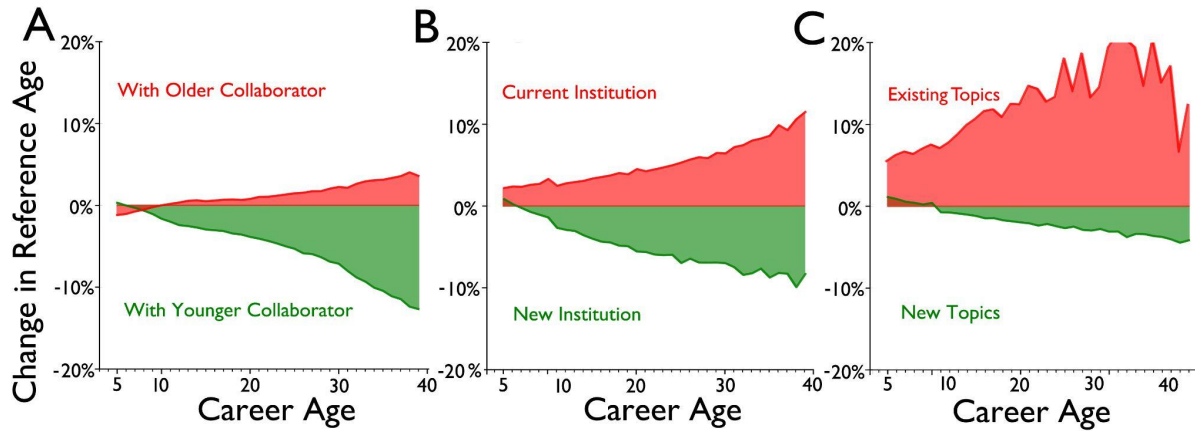 A
B
C
Change in Reference Age
20%
10%
0%
-10%
-20%
With Older Collaborator
With Younger Collaborator
5 10 20 30 40
Career Age
20%
10%
0%
-10%
-20%
Current Institution
New Institution
5 10 20 30 40
Career Age
20%
10%
0%
-10%
-20%
Existing Topics
New Topics
5 10 20 30 40
Career Age